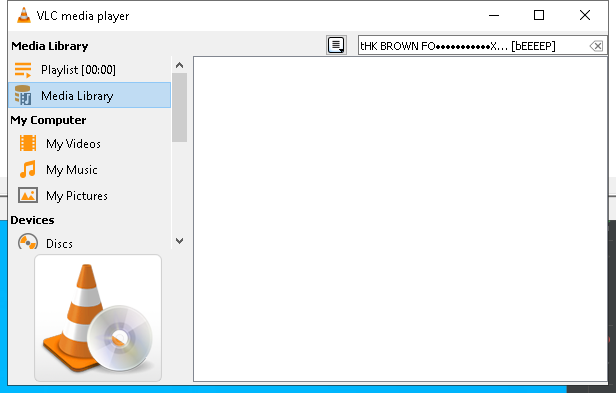 VLC media player
Media Library
tHK BROWN FO•••••••••••X... [bEEEEP]
Playlist [00:00]
Media Library
My Computer
My Videos
My Music
My Pictures
Devices
Discs